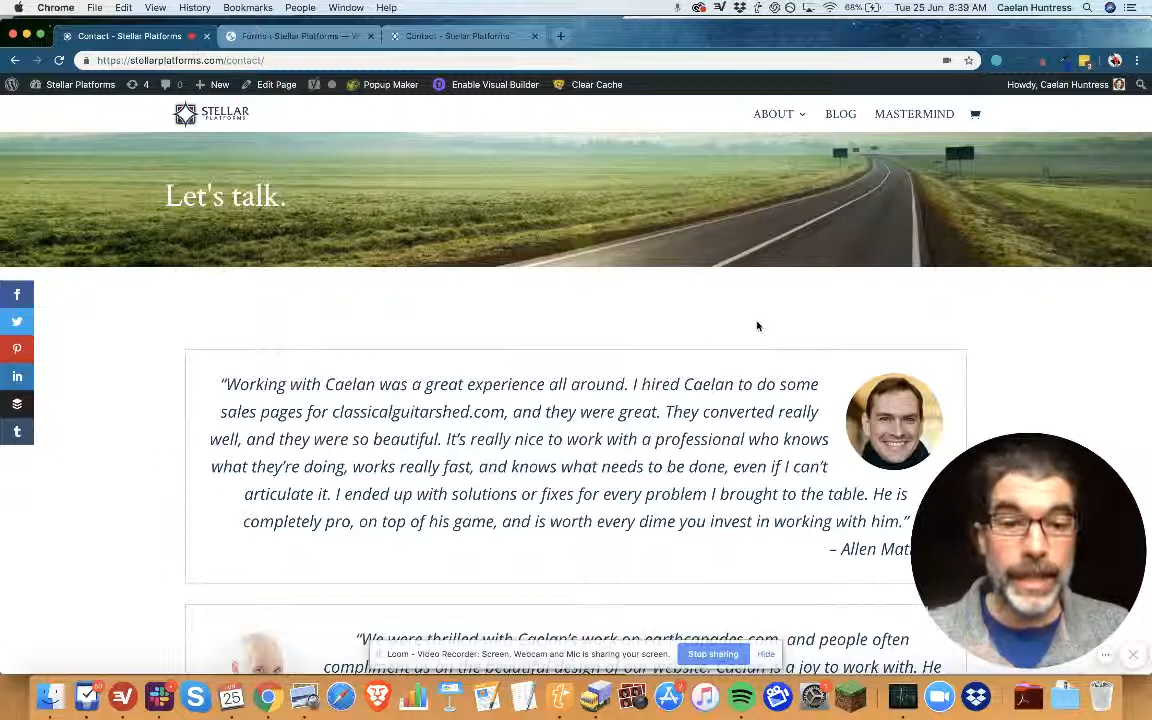 Chrome File Edit View History Bookmarks People Window Help 68% Tue 25 Jun 8:39 AM Caelan Huntress
Contact - Stellar Platforms Forms ‹ Stellar Platforms — W Contact - Stellar Platforms
https://stellarplatforms.com/contact/
Stellar Platforms 4 0 New Edit Page Popup Maker Enable Visual Builder Clear Cache Howdy, Caelan Huntress
STELLAR
PLATFORMS
ABOUT BLOG MASTERMIND
Let's talk.
“Working with Caelan was a great experience all around. I hired Caelan to do some
sales pages for classicalguitarshed.com, and they were great. They converted really
well, and they were so beautiful. It’s really nice to work with a professional who knows
what they’re doing, works really fast, and knows what needs to be done, even if I can’t
articulate it. I ended up with solutions or fixes for every problem I brought to the table. He is
completely pro, on top of his game, and is worth every dime you invest in working with him.”
– Allen Mat
“We were thrilled with Caelan’s work on earthcapades.com, and people often
Loom - Video Recorder: Screen, Webcam and Mic is sharing your screen. Stop sharing Hide
compliment us on the beautiful design of our website. Caelan is a joy to work with. He